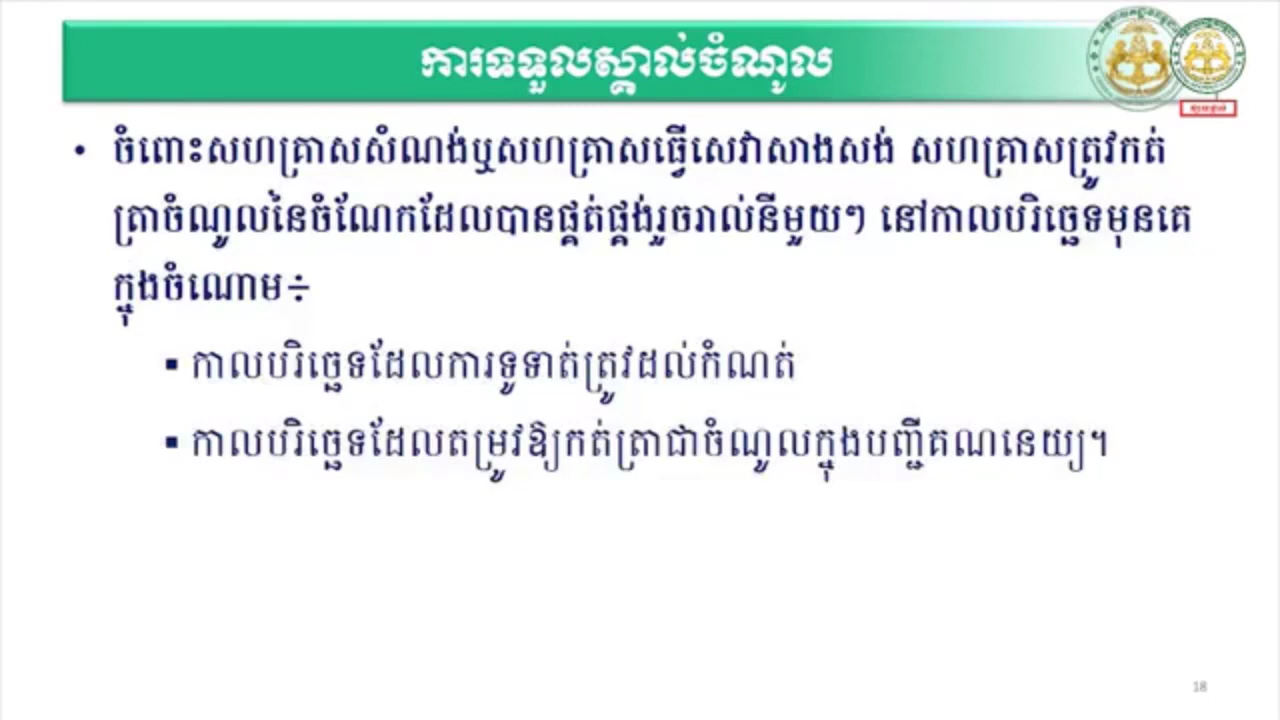 ការទទួលស្គាល់ចំណូល
• ចំពោះសហគ្រាសសំណង់ឬសហគ្រាសធ្វើសេវាសាងសង់ សហគ្រាសត្រូវកត់
ត្រាចំណូលនៃចំណែកដែលបានផ្គត់ផ្គង់រួចរាល់នីមួយៗ នៅកាលបរិច្ឆេទមុនគេ
ក្នុងចំណោម÷
▪ កាលបរិច្ឆេទដែលការទូទាត់ត្រូវដល់កំណត់
▪ កាលបរិច្ឆេទដែលតម្រូវឱ្យកត់ត្រាជាចំណូលក្នុងបញ្ជីគណនេយ្យ។
18